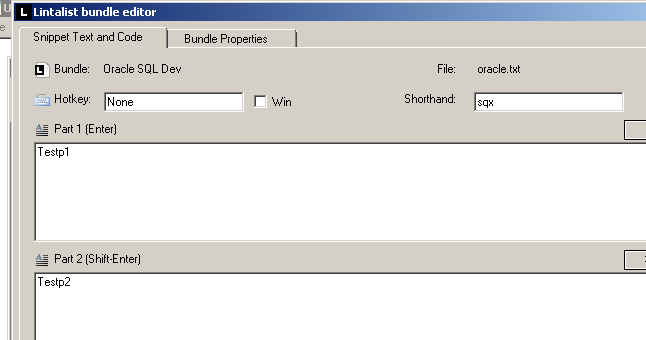 Lintalist bundle editor
Snippet Text and Code
Bundle Properties
Bundle: Oracle SQL Dev File: oracle.txt
Hotkey: None Win Shorthand: sqx
Part 1 (Enter)
Testp1
Part 2 (Shift-Enter)
Testp2